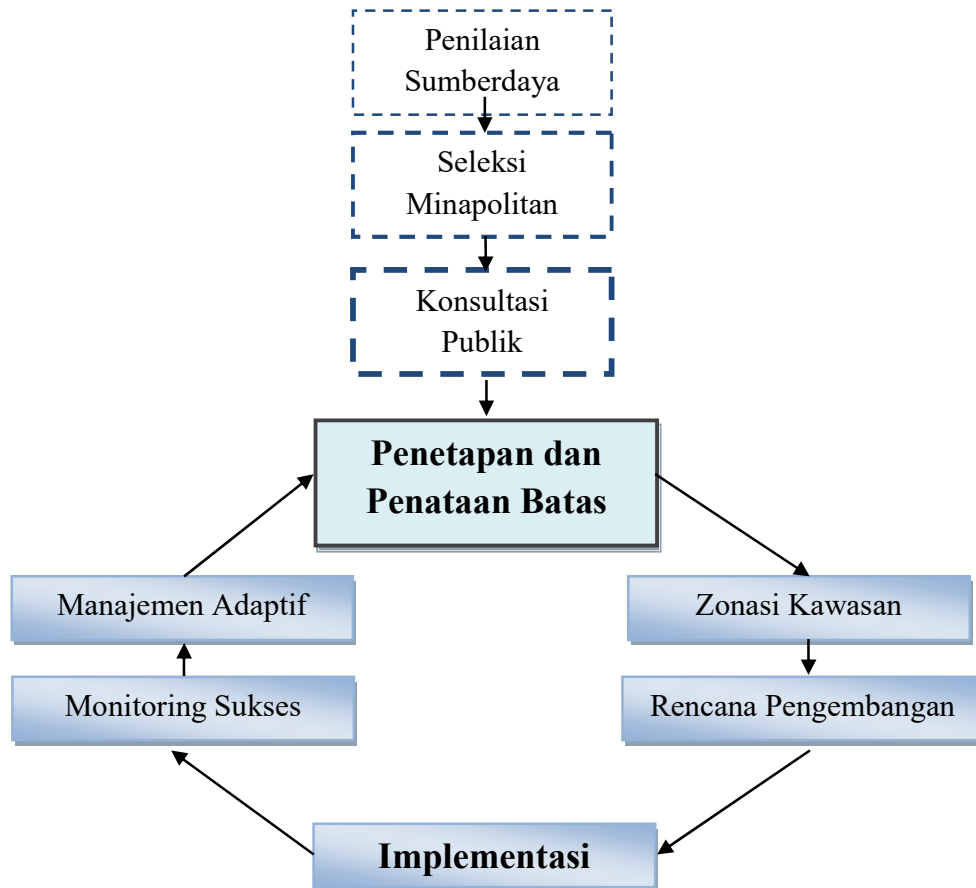 Penilaian
Sumberdaya
Seleksi
Minapolitan
Konsultasi
Publik
Penetapan dan
Penataan Batas
Manajemen Adaptif
Zonasi Kawasan
Monitoring Sukses
Rencana Pengembangan
Implementasi